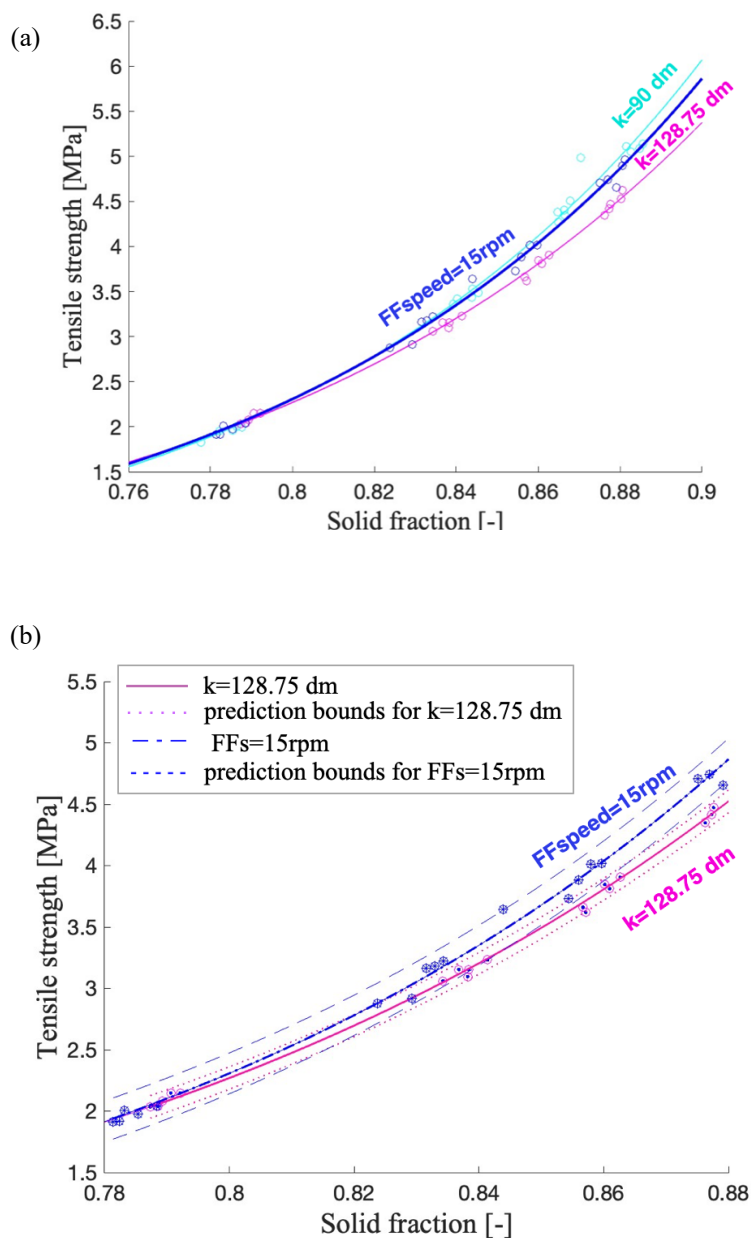 (a)
6.5
6
5.5
5
4.5
4
3.5
3
2.5
2
1.5
Tensile strength [MPa]
k=90 dm
k=128.75 dm
FFspeed=15rpm
0.76 0.78 0.8 0.82 0.84 0.86 0.88 0.9
Solid fraction [-]
(b)
k=128.75 dm
prediction bounds for k=128.75 dm
FFs=15rpm
prediction bounds for FFs=15rpm
5.5
5
4.5
4
3.5
3
2.5
2
1.5
Tensile strength [MPa]
FFspeed=15rpm
k=128.75 dm
0.78 0.8 0.82 0.84 0.86 0.88
Solid fraction [-]